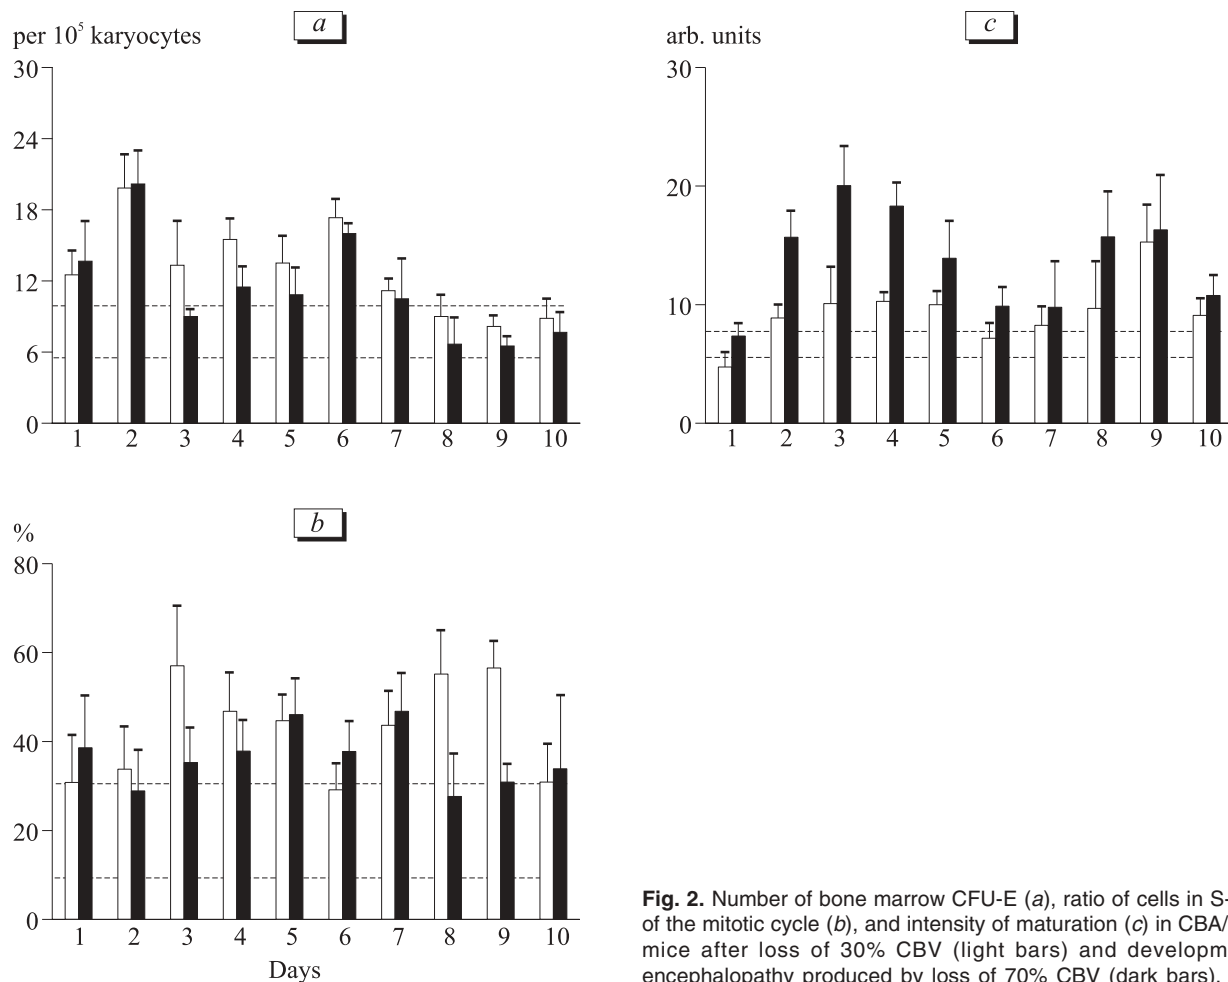 a
per 10⁵ karyocytes
30
24
18
12
6
0
1 2 3 4 5 6 7 8 9 10
c
arb. units
30
20
10
0
1 2 3 4 5 6 7 8 9 10
b
%
80
60
40
20
0
1 2 3 4 5 6 7 8 9 10
Days
Fig. 2. Number of bone marrow CFU-E (a), ratio of cells in S-
of the mitotic cycle (b), and intensity of maturation (c) in CBA/
mice after loss of 30% CBV (light bars) and developm
encephalopathy produced by loss of 70% CBV (dark bars).